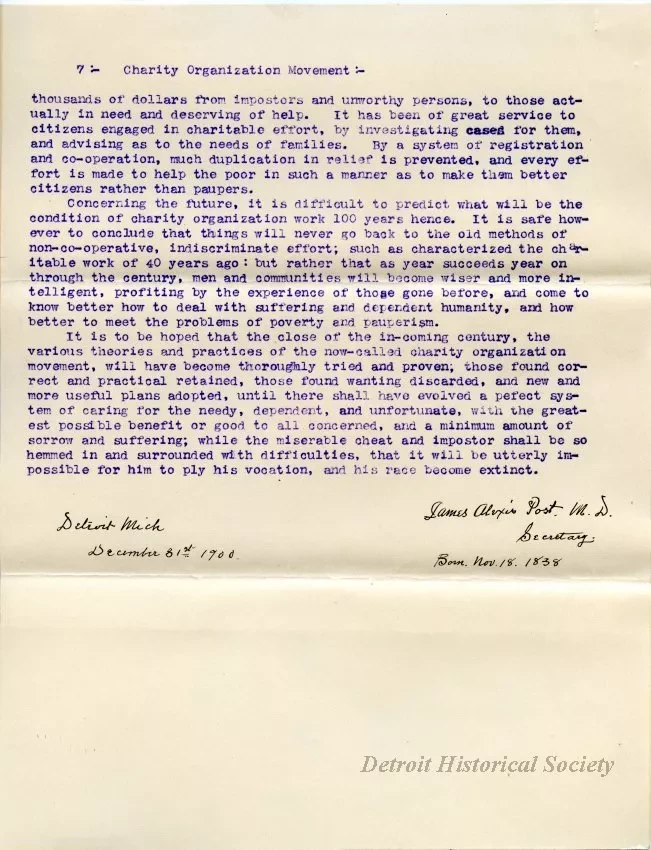 7 :- Charity Organization Movement :-
thousands of dollars from impostors and unworthy persons, to those act-
ually in need and deserving of help. It has been of great service to
citizens engaged in charitable effort, by investigating cases for them,
and advising as to the needs of families. By a system of registration
and co-operation, much duplication in relief is prevented, and every ef-
fort is made to help the poor in such a manner as to make them better
citizens rather than paupers.
Concerning the future, it is difficult to predict what will be the
condition of charity organization work 100 years hence. It is safe how-
ever to conclude that things will never go back to the old methods of
non-co-operative, indiscriminate effort; such as characterized the char-
itable work of 40 years ago: but rather that as year succeeds year on
through the century, men and communities will become wiser and more in-
telligent, profiting by the experience of those gone before, and come to
know better how to deal with suffering and dependent humanity, and how
better to meet the problems of poverty and pauperism.
It is to be hoped that the close of the in-coming century, the
various theories and practices of the now-called charity organization
movement, will have become thoroughly tried and proven; those found cor-
rect and practical retained, those found wanting discarded, and new and
more useful plans adopted, until there shall have evolved a pefect sys-
tem of caring for the needy, dependent, and unfortunate, with the great-
est possible benefit or good to all concerned, and a minimum amount of
sorrow and suffering; while the miserable cheat and impostor shall be so
hemmed in and surrounded with difficulties, that it will be utterly im-
possible for him to ply his vocation, and his race become extinct.
James Alexis Post. M. D.
Secretary.
Born. Nov. 18. 1838
Detroit Mich
December 31st 1900.
Detroit Historical Society